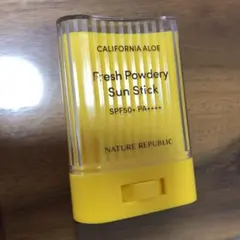 CALIFORNIA ALOE
Fresh Powdery
Sun Stick
SPF50+ PA++++
NATURE REPUBLIC